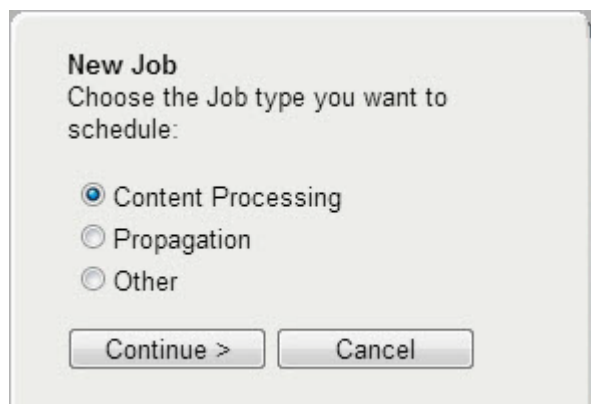 New Job
Choose the Job type you want to
schedule:
Content Processing
Propagation
Other
Continue >
Cancel